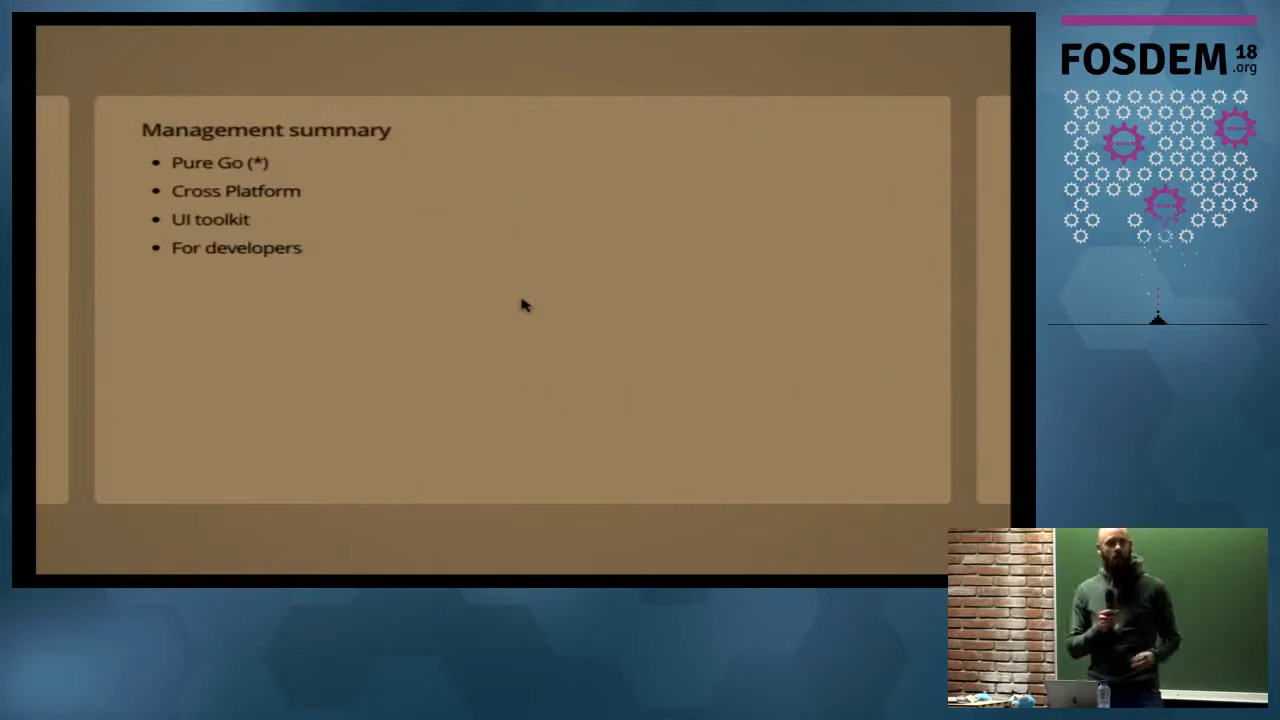 Management summary
• Pure Go (*)
• Cross Platform
• UI toolkit
• For developers
FOSDEM 18
.org